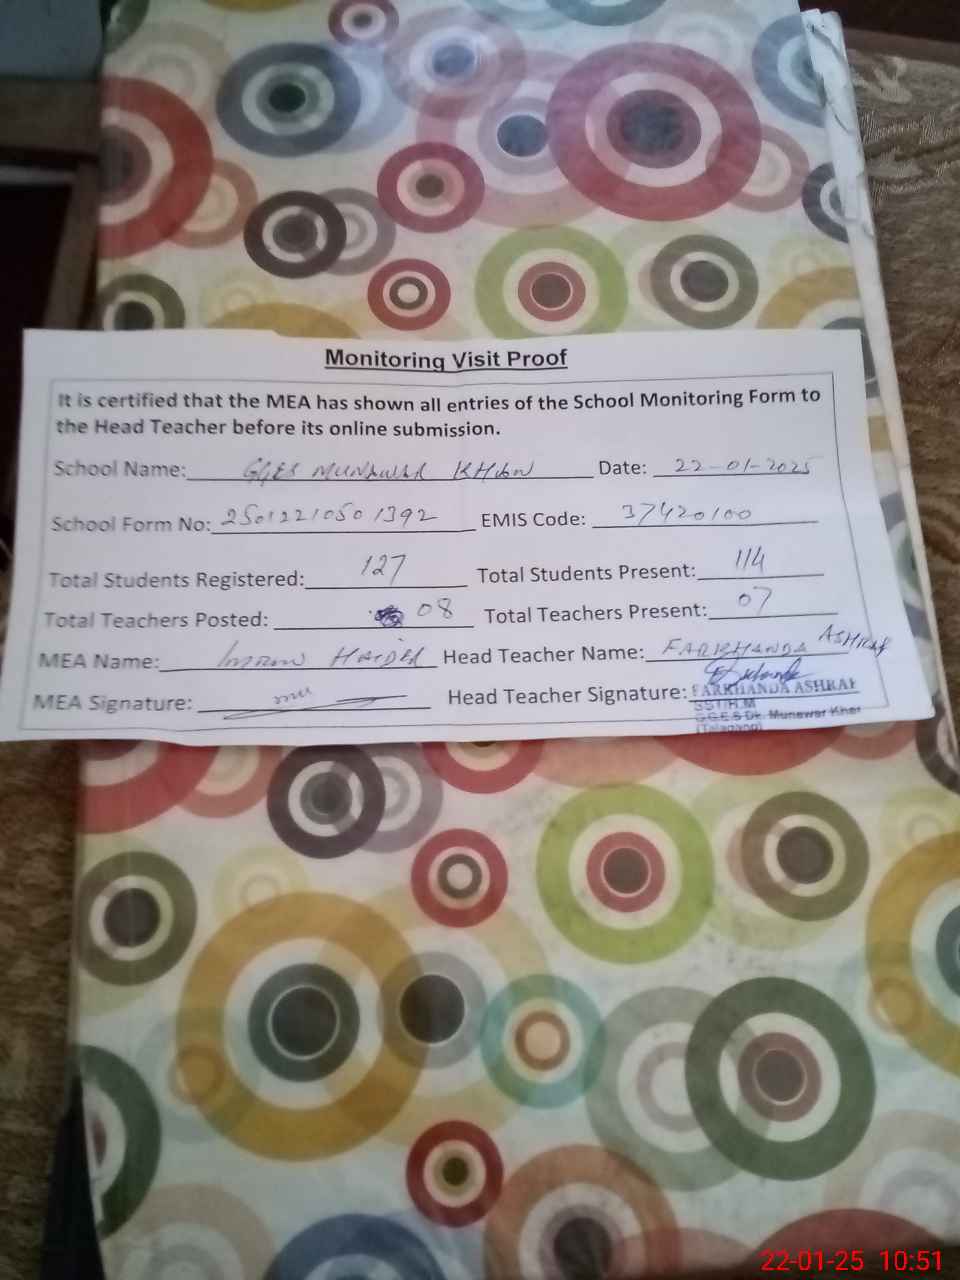 Monitoring Visit Proof
It is certified that the MEA has shown all entries of the School Monitoring Form to
the Head Teacher before its online submission.
School Name: GGES MUNAWAR KHAN Date: 22-01-2025
School Form No: 25012210501392 EMIS Code: 37420100
Total Students Registered: 127 Total Students Present: 114
Total Teachers Posted: 08 Total Teachers Present: 07
MEA Name: IMRAN HAIDER Head Teacher Name: FARKHANDA ASHRAF
MEA Signature: Head Teacher Signature: FARKHANDA ASHRAF
SST/H.M
G.G.E.S Dk. Munawar Khan
(Talagang)
22-01-25 10:51